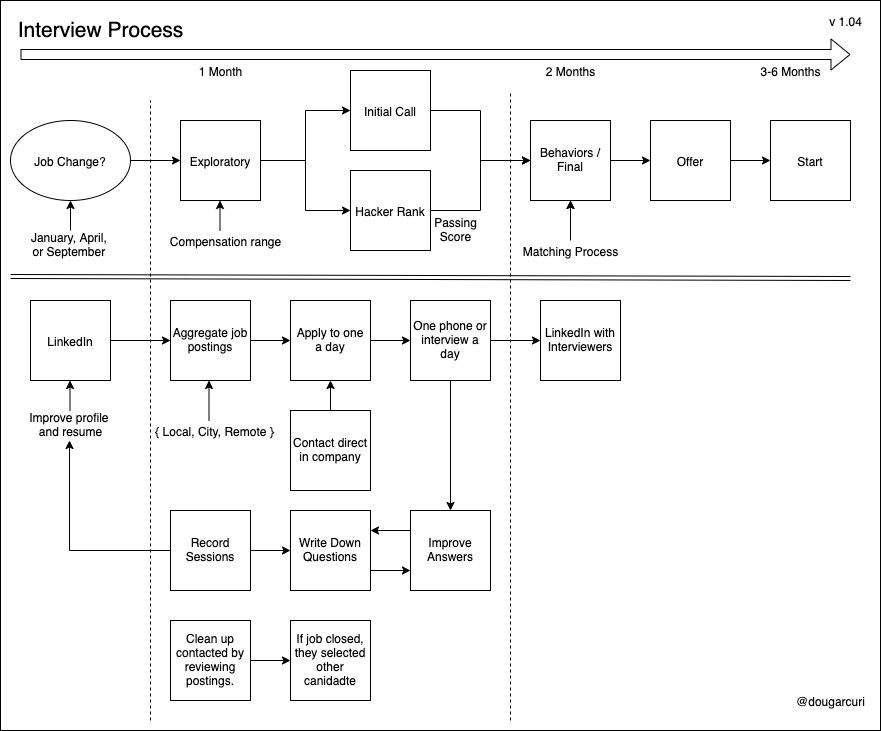 Interview Process
v 1.04
1 Month
2 Months
3-6 Months
Job Change?
Exploratory
Initial Call
Hacker Rank
Passing
Score
Behaviors /
Final
Offer
Start
January, April,
or September
Compensation range
Matching Process
LinkedIn
Aggregate job
postings
Apply to one
a day
One phone or
interview a
day
LinkedIn with
Interviewers
Improve profile
and resume
{ Local, City, Remote }
Contact direct
in company
Record
Sessions
Write Down
Questions
Improve
Answers
Clean up
contacted by
reviewing
postings.
If job closed,
they selected
other
canidadte
@dougarcuri